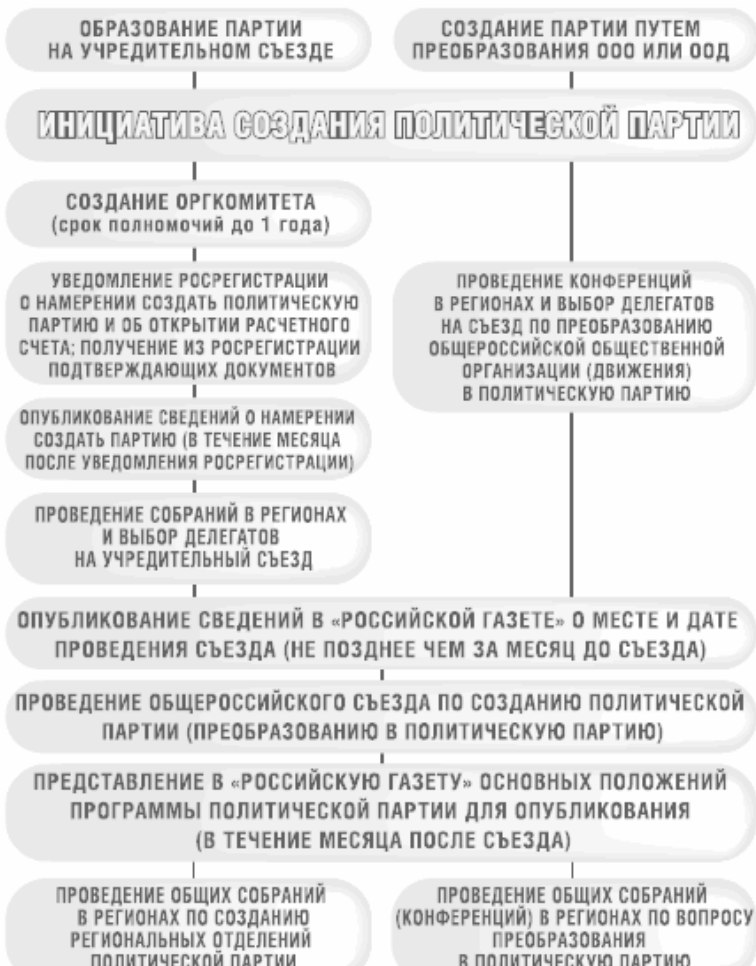 ОБРАЗОВАНИЕ ПАРТИИ
НА УЧРЕДИТЕЛЬНОМ СЪЕЗДЕ
СОЗДАНИЕ ПАРТИИ ПУТЕМ
ПРЕОБРАЗОВАНИЯ ООО ИЛИ ООД
ИНИЦИАТИВА СОЗДАНИЯ ПОЛИТИЧЕСКОЙ ПАРТИИ
СОЗДАНИЕ ОРГКОМИТЕТА
(срок полномочий до 1 года)
УВЕДОМЛЕНИЕ РОСРЕГИСТРАЦИИ
О НАМЕРЕНИИ СОЗДАТЬ ПОЛИТИЧЕСКУЮ
ПАРТИЮ И ОБ ОТКРЫТИИ РАСЧЕТНОГО
СЧЕТА; ПОЛУЧЕНИЕ ИЗ РОСРЕГИСТРАЦИИ
ПОДТВЕРЖДАЮЩИХ ДОКУМЕНТОВ
ПРОВЕДЕНИЕ КОНФЕРЕНЦИЙ
В РЕГИОНАХ И ВЫБОР ДЕЛЕГАТОВ
НА СЪЕЗД ПО ПРЕОБРАЗОВАНИЮ
ОБЩЕРОССИЙСКОЙ ОБЩЕСТВЕННОЙ
ОРГАНИЗАЦИИ (ДВИЖЕНИЯ)
В ПОЛИТИЧЕСКУЮ ПАРТИЮ
ОПУБЛИКОВАНИЕ СВЕДЕНИЙ О НАМЕРЕНИИ
СОЗДАТЬ ПАРТИЮ (В ТЕЧЕНИЕ МЕСЯЦА
ПОСЛЕ УВЕДОМЛЕНИЯ РОСРЕГИСТРАЦИИ)
ПРОВЕДЕНИЕ СОБРАНИЙ В РЕГИОНАХ
И ВЫБОР ДЕЛЕГАТОВ
НА УЧРЕДИТЕЛЬНЫЙ СЪЕЗД
ОПУБЛИКОВАНИЕ СВЕДЕНИЙ В «РОССИЙСКОЙ ГАЗЕТЕ» О МЕСТЕ И ДАТЕ
ПРОВЕДЕНИЯ СЪЕЗДА (НЕ ПОЗДНЕЕ ЧЕМ ЗА МЕСЯЦ ДО СЪЕЗДА)
ПРОВЕДЕНИЕ ОБЩЕРОССИЙСКОГО СЪЕЗДА ПО СОЗДАНИЮ ПОЛИТИЧЕСКОЙ
ПАРТИИ (ПРЕОБРАЗОВАНИЮ В ПОЛИТИЧЕСКУЮ ПАРТИЮ)
ПРЕДСТАВЛЕНИЕ В «РОССИЙСКУЮ ГАЗЕТУ» ОСНОВНЫХ ПОЛОЖЕНИЙ
ПРОГРАММЫ ПОЛИТИЧЕСКОЙ ПАРТИИ ДЛЯ ОПУБЛИКОВАНИЯ
(В ТЕЧЕНИЕ МЕСЯЦА ПОСЛЕ СЪЕЗДА)
ПРОВЕДЕНИЕ ОБЩИХ СОБРАНИЙ
В РЕГИОНАХ ПО СОЗДАНИЮ
РЕГИОНАЛЬНЫХ ОТДЕЛЕНИЙ
ПОЛИТИЧЕСКОЙ ПАРТИИ
ПРОВЕДЕНИЕ ОБЩИХ СОБРАНИЙ
(КОНФЕРЕНЦИЙ) В РЕГИОНАХ ПО ВОПРОСУ
ПРЕОБРАЗОВАНИЯ
В ПОЛИТИЧЕСКУЮ ПАРТИЮ